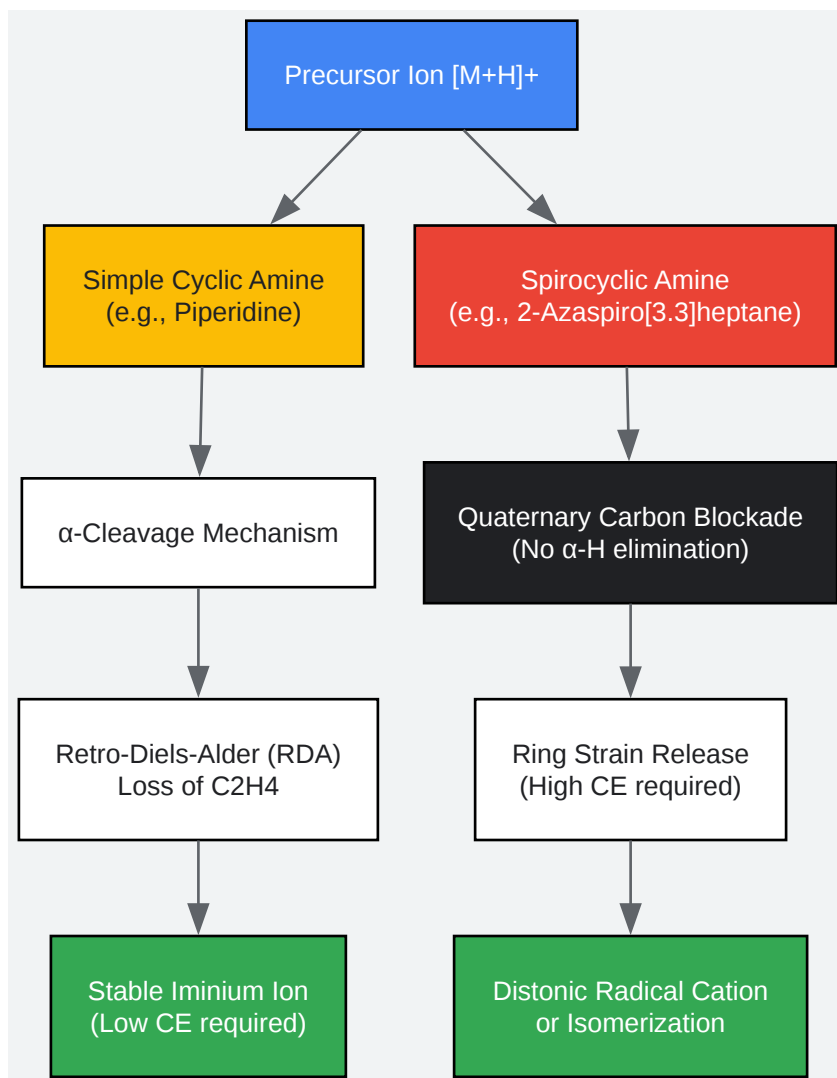 Precursor Ion [M+H]+
Simple Cyclic Amine
(e.g., Piperidine)
Spirocyclic Amine
(e.g., 2-Azaspiro[3.3]heptane)
α-Cleavage Mechanism
Quaternary Carbon Blockade
(No α-H elimination)
Retro-Diels-Alder (RDA)
Loss of C2H4
Ring Strain Release
(High CE required)
Stable Iminium Ion
(Low CE required)
Distonic Radical Cation
or Isomerization